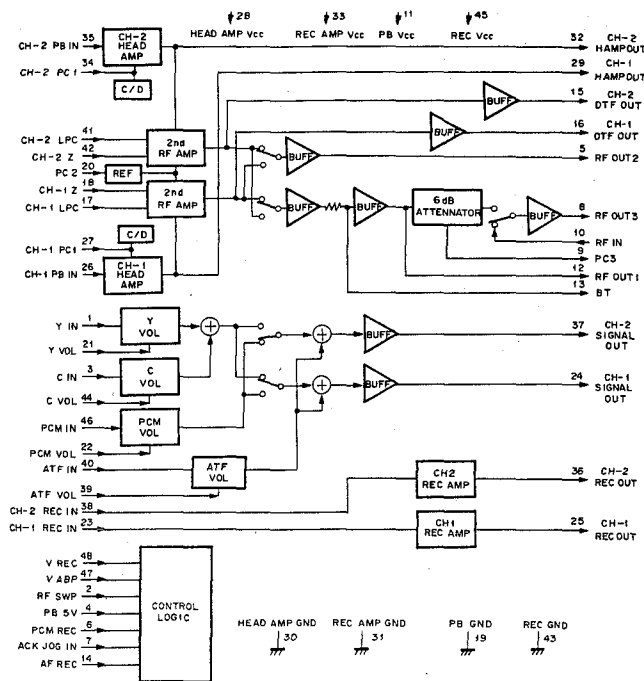 28
HEAD AMP Vcc
33
REC AMP Vcc
11
PB Vcc
45
REC Vcc
CH-2 PB IN 35
CH-2 HEAD AMP
32 CH-2 HAMPOUT
CH-2 PC1 34
C/D
29 CH-1 HAMPOUT
BUFF
15 CH-2 DTF OUT
BUFF
16 CH-1 DTF OUT
CH-2 LPC 41
CH-2 Z 42
2nd RF AMP
BUFF
5 RF OUT2
PC2 20
REF
CH-1 Z 18
CH-1 LPC 17
2nd RF AMP
BUFF
BUFF
6dB ATTENNATOR
BUFF
8 RF OUT3
10 RF IN
9 PC3
12 RF OUT1
13 BT
CH-1 PC1 27
C/D
CH-1 PB IN 26
CH-1 HEAD AMP
Y IN 1
Y VOL
Y VOL 21
BUFF
37 CH-2 SIGNAL OUT
C IN 3
C VOL
C VOL 44
BUFF
24 CH-1 SIGNAL OUT
PCM IN 46
PCM VOL
PCM VOL 22
ATF IN 40
ATF VOL
ATF VOL 39
CH-2 REC IN 38
CH2 REC AMP
36 CH-2 REC OUT
CH-1 REC IN 23
CH1 REC AMP
25 CH-1 REC OUT
V REC 48
V ABP 47
RF SWP 2
PB 5V 4
PCM REC 6
ACK JOG IN 7
AF REC 14
CONTROL LOGIC
HEAD AMP GND
30
REC AMP GND
31
PB GND
19
REC GND
43